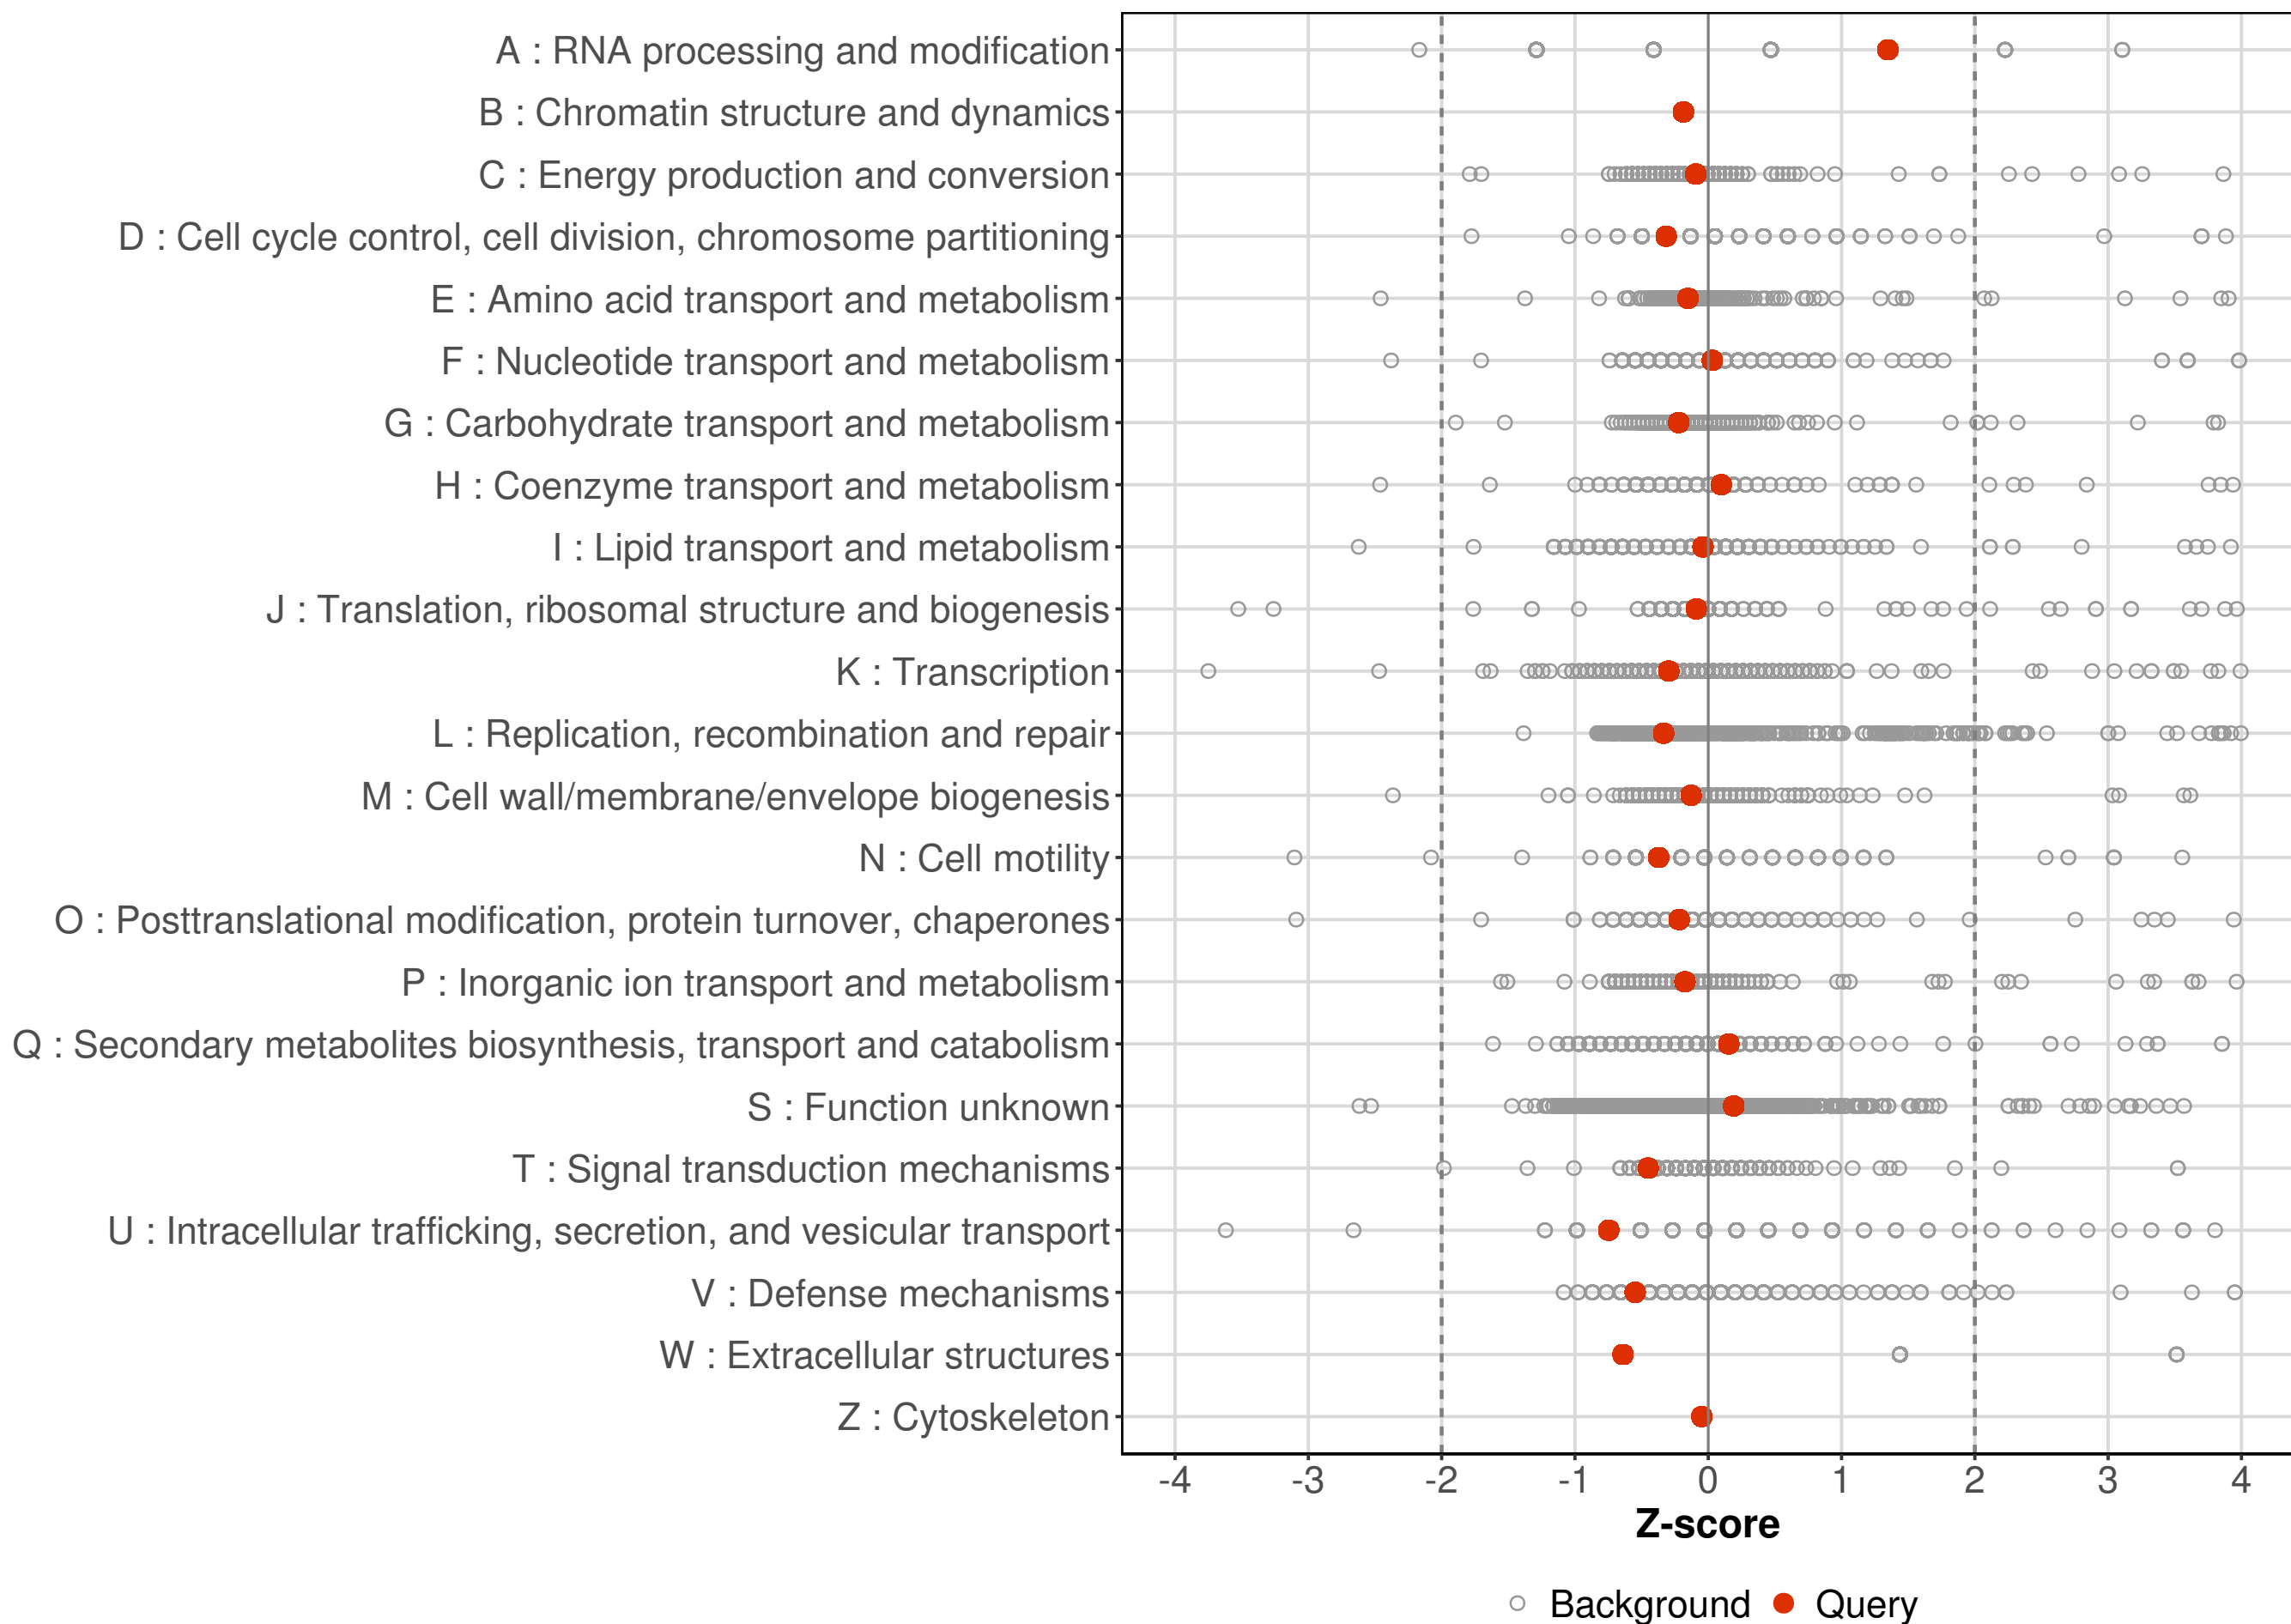 A : RNA processing and modification
B : Chromatin structure and dynamics
C : Energy production and conversion
D : Cell cycle control, cell division, chromosome partitioning
E : Amino acid transport and metabolism
F : Nucleotide transport and metabolism
G : Carbohydrate transport and metabolism
H : Coenzyme transport and metabolism
I : Lipid transport and metabolism
J : Translation, ribosomal structure and biogenesis
K : Transcription
L : Replication, recombination and repair
M : Cell wall/membrane/envelope biogenesis
N : Cell motility
O : Posttranslational modification, protein turnover, chaperones
P : Inorganic ion transport and metabolism
Q : Secondary metabolites biosynthesis, transport and catabolism
S : Function unknown
T : Signal transduction mechanisms
U : Intracellular trafficking, secretion, and vesicular transport
V : Defense mechanisms
W : Extracellular structures
Z : Cytoskeleton
-4 -3 -2 -1 0 1 2 3 4
Z-score
Background Query